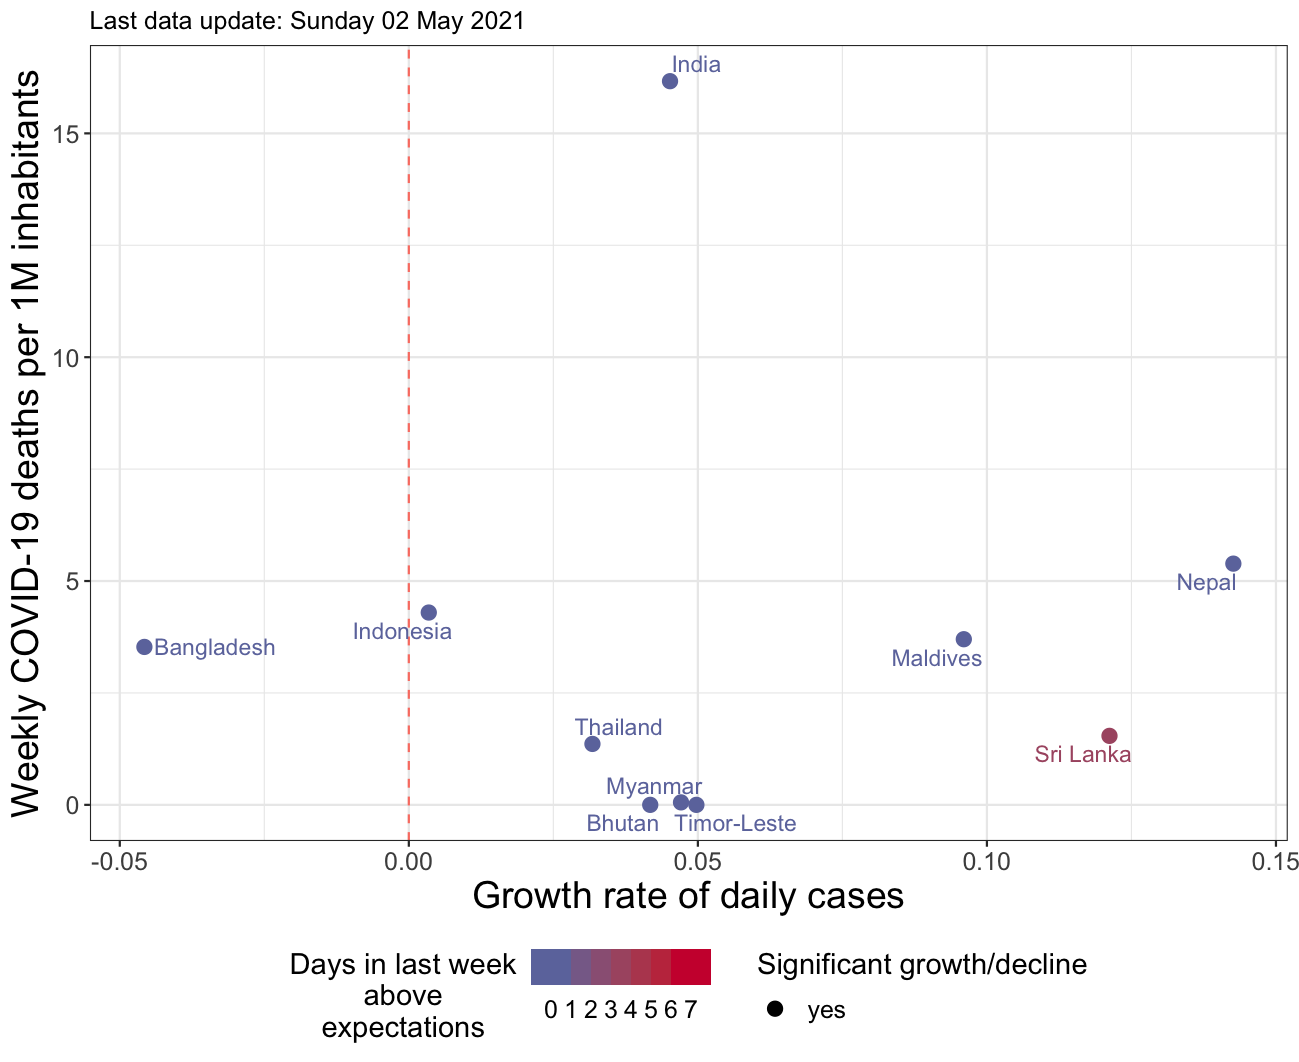 Last data update: Sunday 02 May 2021
Weekly COVID-19 deaths per 1M inhabitants
15
10
5
0
India
Nepal
Indonesia
Bangladesh
Maldives
Thailand
Sri Lanka
Myanmar
Bhutan
Timor-Leste
-0.05
0.00
0.05
0.10
0.15
Growth rate of daily cases
Days in last week
above
expectations
0 1 2 3 4 5 6 7
Significant growth/decline
yes